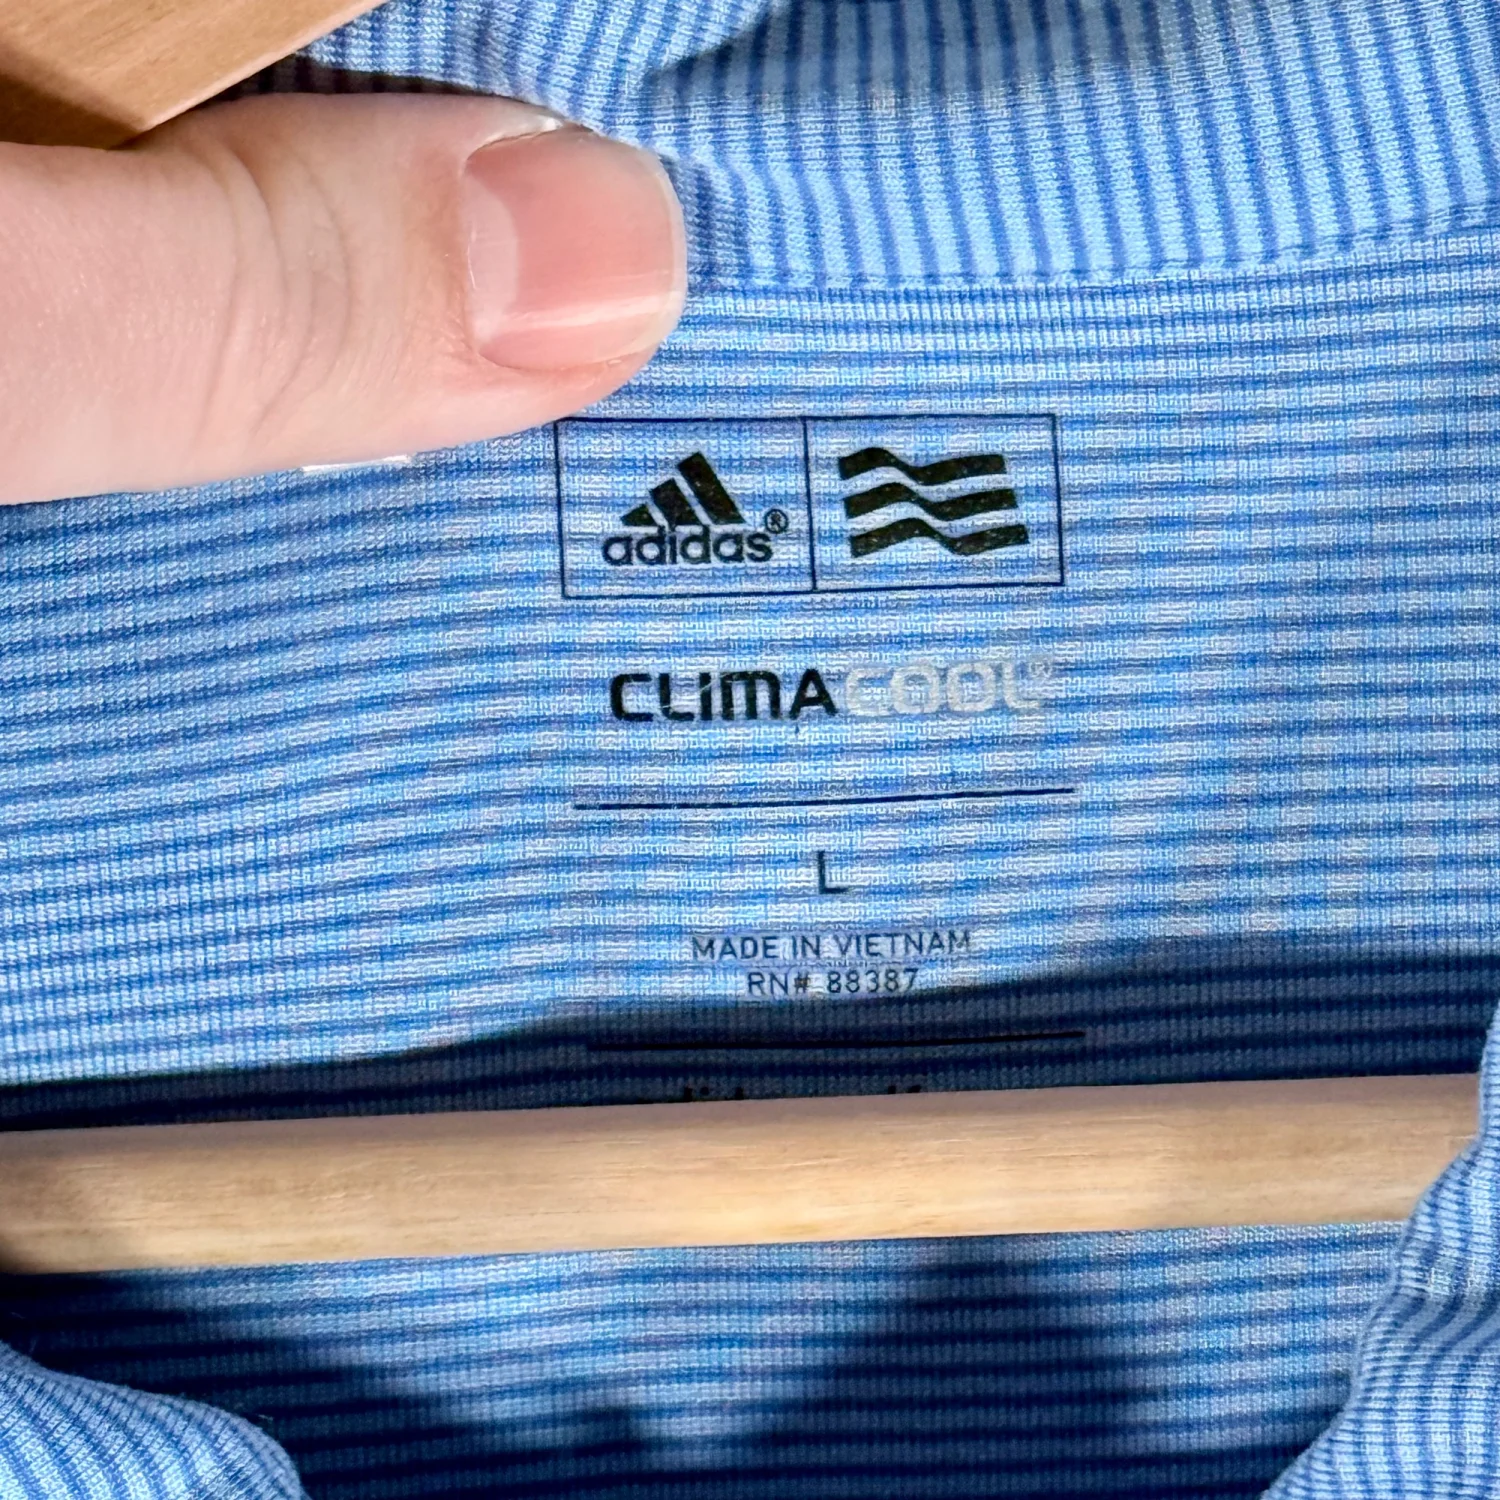 adidas®
CLIMACOOL®
L
MADE IN VIETNAM
RN# 88387